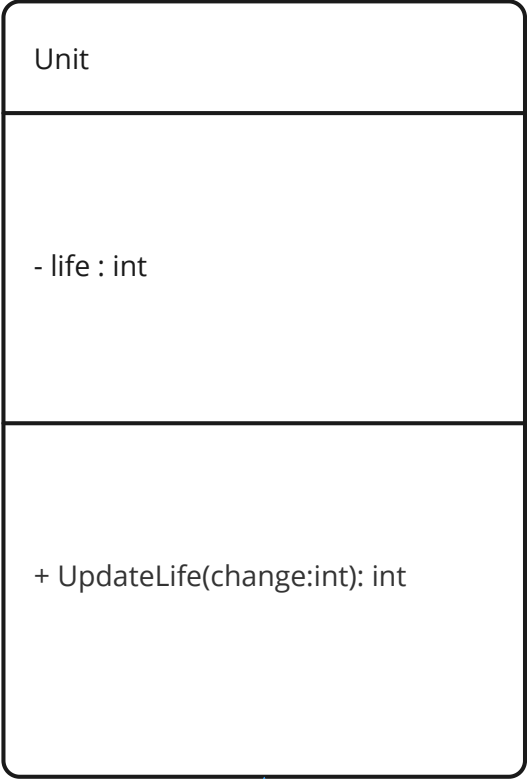 Unit
- life : int
+ UpdateLife(change:int): int